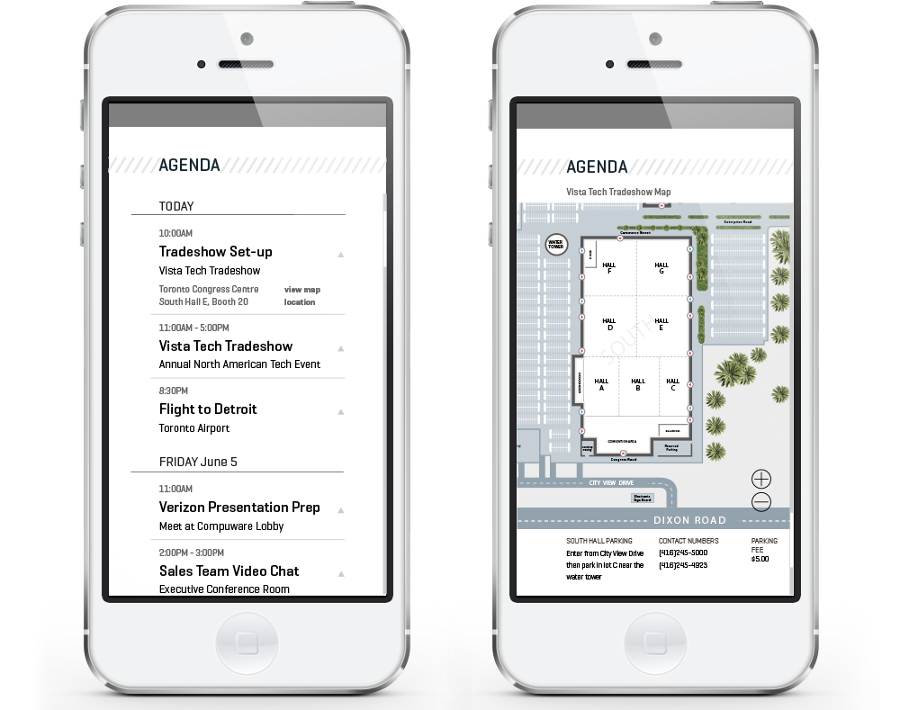 AGENDA
TODAY
10:00AM
Tradeshow Set-up
Vista Tech Tradeshow
Toronto Congress Centre view map
South Hall E, Booth 20 location
11:00AM - 5:00PM
Vista Tech Tradeshow
Annual North American Tech Event
8:30PM
Flight to Detroit
Toronto Airport
FRIDAY June 5
11:00AM
Verizon Presentation Prep
Meet at Compuware Lobby
2:00PM - 3:00PM
Sales Team Video Chat
Executive Conference Room
AGENDA
Vista Tech Tradeshow Map
WATER
TOWER
HALL
F
HALL
G
HALL
D
HALL
E
SOUTH
HALL
A
HALL
B
HALL
C
Congress Road
CITY VIEW DRIVE
DIXON ROAD
SOUTH HALL PARKING
Enter from City View Drive
then park in lot C near the
water tower
CONTACT NUMBERS
(416)245-5000
(416)245-4923
PARKING
FEE
$5.00